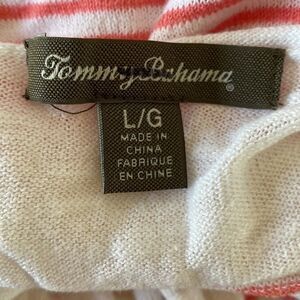 Tommy Bahama®
L/G
MADE IN
CHINA
FABRIQUE
EN CHINE